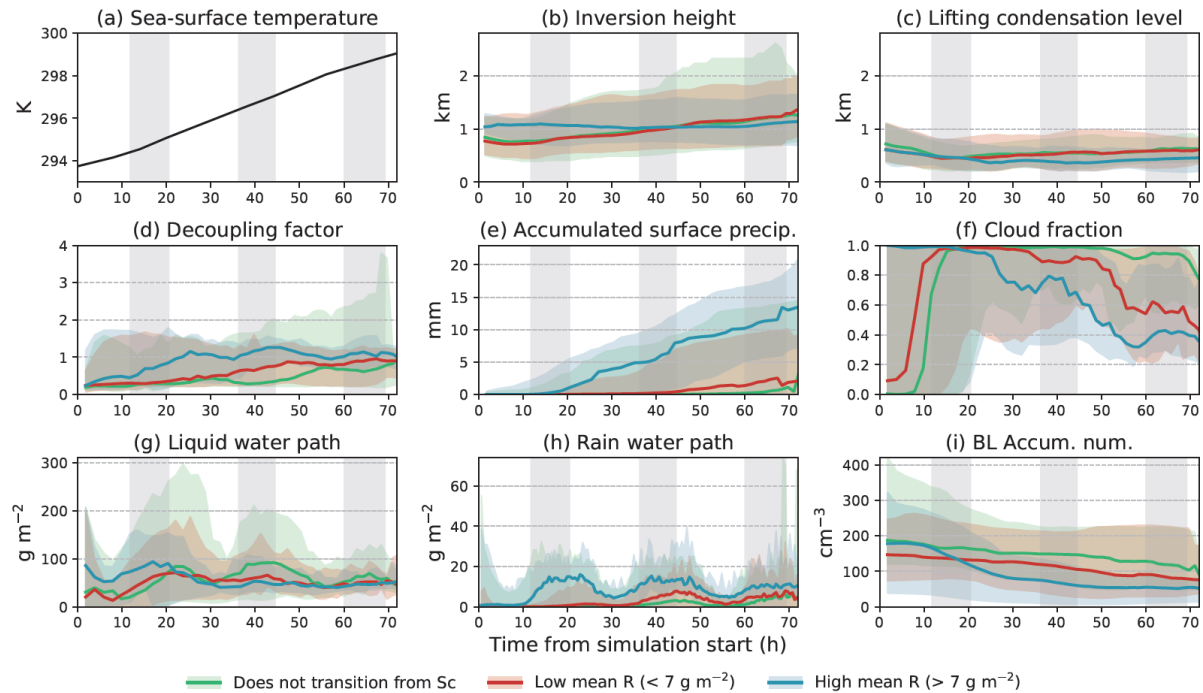 (a) Sea-surface temperature
(b) Inversion height
(c) Lifting condensation level
300
298
296
294
K
0 10 20 30 40 50 60 70
2
1
0
km
0 10 20 30 40 50 60 70
2
1
0
km
0 10 20 30 40 50 60 70
(d) Decoupling factor
(e) Accumulated surface precip.
(f) Cloud fraction
4
3
2
1
0
0 10 20 30 40 50 60 70
20
15
10
5
0
mm
0 10 20 30 40 50 60 70
1.0
0.8
0.6
0.4
0.2
0.0
0 10 20 30 40 50 60 70
(g) Liquid water path
(h) Rain water path
(i) BL Accum. num.
300
200
100
0
g m⁻²
0 10 20 30 40 50 60 70
60
40
20
0
g m⁻²
0 10 20 30 40 50 60 70
400
300
200
100
0
cm⁻³
0 10 20 30 40 50 60 70
Time from simulation start (h)
Does not transition from Sc
Low mean R (< 7 g m⁻²)
High mean R (> 7 g m⁻²)